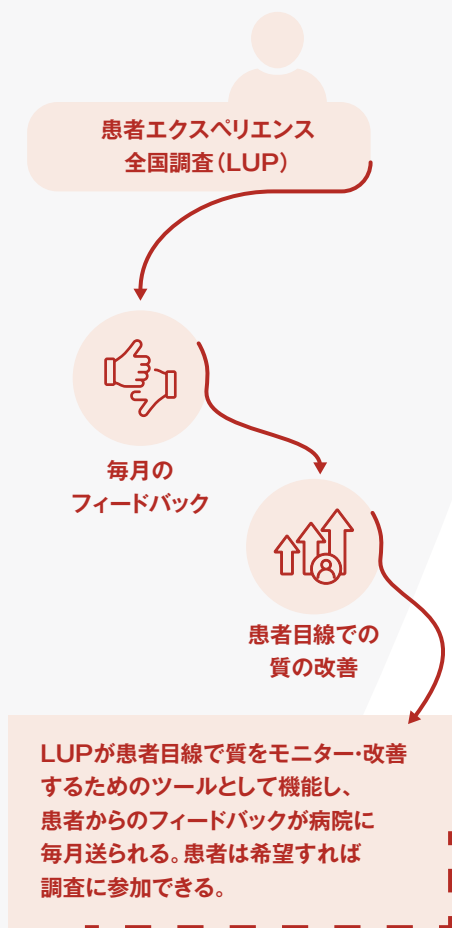 患者エクスペリエンス
全国調査（LUP）
毎月の
フィードバック
患者目線での
質の改善
LUPが患者目線で質をモニター・改善
するためのツールとして機能し、
患者からのフィードバックが病院に
毎月送られる。患者は希望すれば
調査に参加できる。